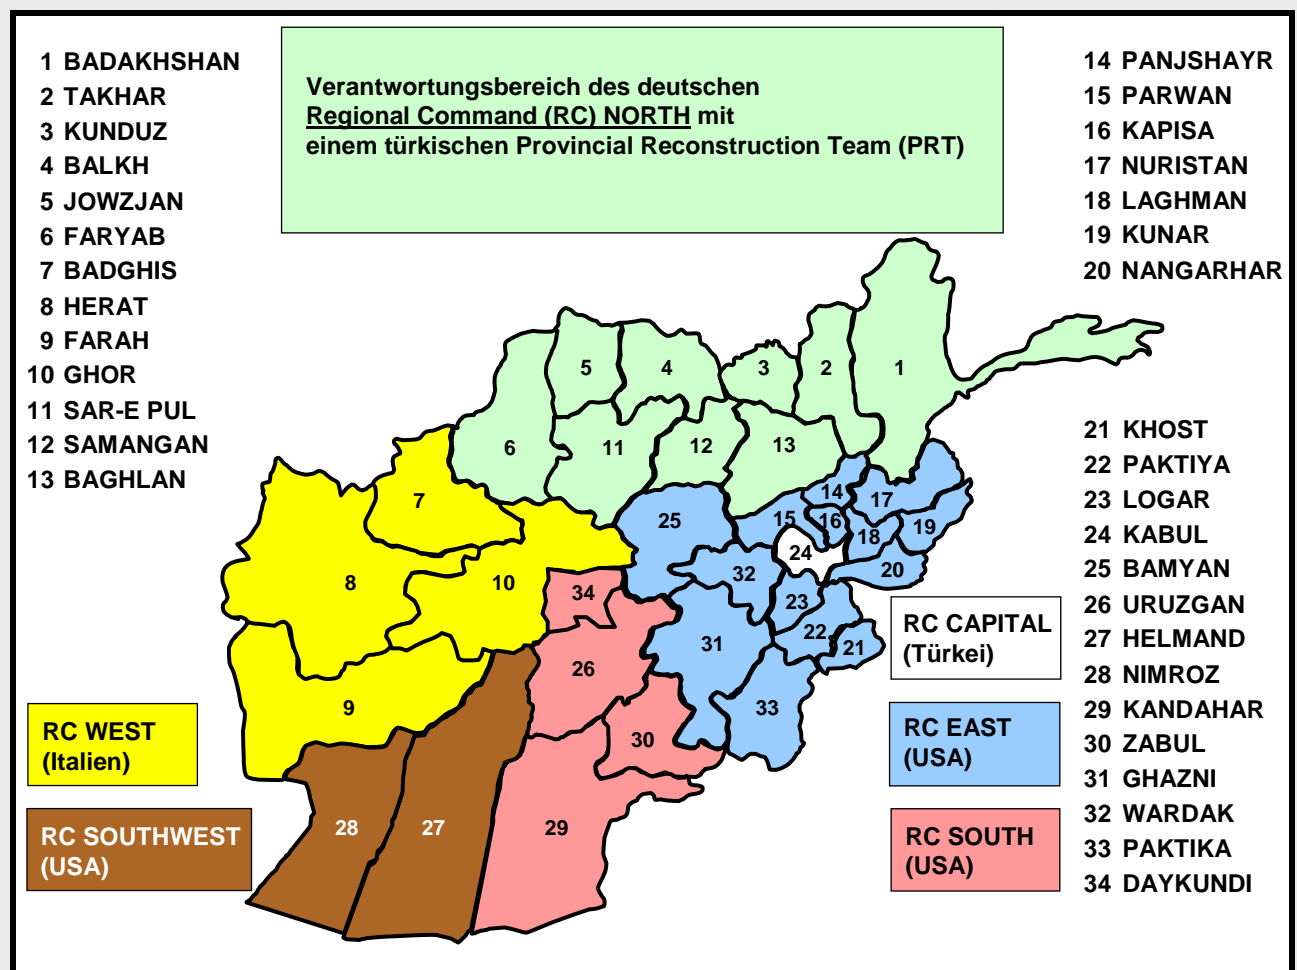 1 BADAKHSHAN
2 TAKHAR
3 KUNDUZ
4 BALKH
5 JOWZJAN
6 FARYAB
7 BADGHIS
8 HERAT
9 FARAH
10 GHOR
11 SAR-E PUL
12 SAMANGAN
13 BAGHLAN
Verantwortungsbereich des deutschen
Regional Command (RC) NORTH mit
einem türkischen Provincial Reconstruction Team (PRT)
14 PANJSHAYR
15 PARWAN
16 KAPISA
17 NURISTAN
18 LAGHMAN
19 KUNAR
20 NANGARHAR
21 KHOST
22 PAKTIYA
23 LOGAR
24 KABUL
25 BAMYAN
26 URUZGAN
27 HELMAND
28 NIMROZ
29 KANDAHAR
30 ZABUL
31 GHAZNI
32 WARDAK
33 PAKTIKA
34 DAYKUNDI
5
4
3
2
1
6
11
12
13
7
25
15
14
16
17
18
19
20
24
8
10
34
32
23
22
21
31
26
9
33
30
28
27
29
RC WEST
(Italien)
RC SOUTHWEST
(USA)
RC CAPITAL
(Türkei)
RC EAST
(USA)
RC SOUTH
(USA)